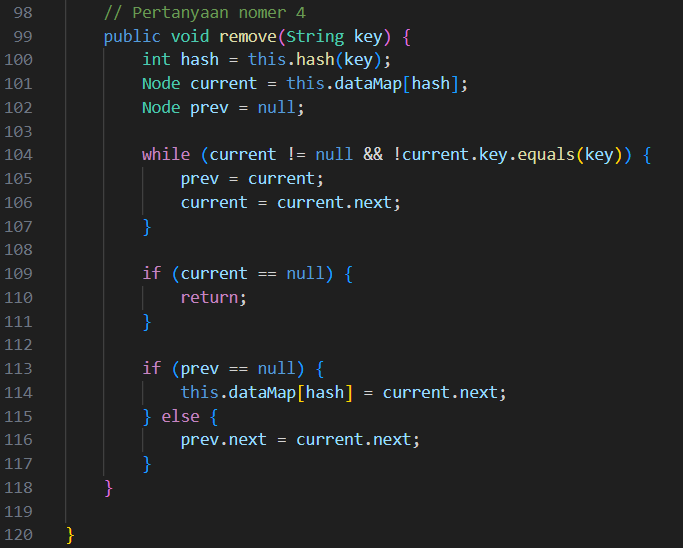 98 // Pertanyaan nomer 4
99 public void remove(String key) {
100 int hash = this.hash(key);
101 Node current = this.dataMap[hash];
102 Node prev = null;
103
104 while (current != null && !current.key.equals(key)) {
105 prev = current;
106 current = current.next;
107 }
108
109 if (current == null) {
110 return;
111 }
112
113 if (prev == null) {
114 this.dataMap[hash] = current.next;
115 } else {
116 prev.next = current.next;
117 }
118 }
119
120 }